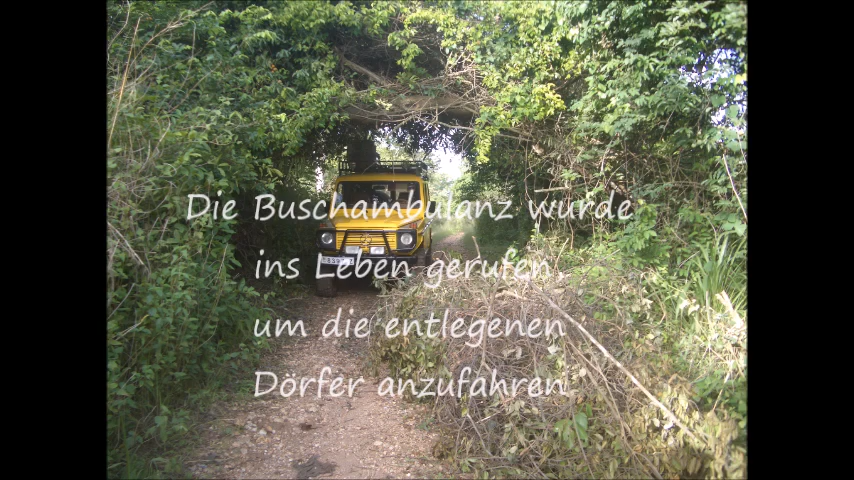 Die Buschambulanz wurde
ins Leben gerufen,
um die entlegenen
Dörfer anzufahren.